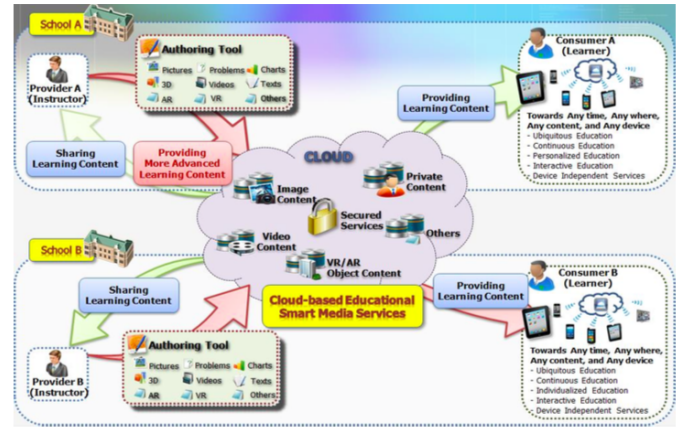 School A
Provider A
(Instructor)
Authoring Tool
Pictures Problems Charts
3D Videos Texts
AR VR Others
Sharing
Learning Content
Providing
More Advanced
Learning Content
Providing
Learning Content
Consumer A
(Learner)
Towards Any time, Any where,
Any content, and Any device
- Ubiquitous Education
- Continuous Education
- Personalized Education
- Interactive Education
- Device Independent Services
CLOUD
Image
Content
Private
Content
Secured
Services
Video
Content
Others
VR/AR
Object Content
Cloud-based Educational
Smart Media Services
School B
Sharing
Learning Content
Provider B
(Instructor)
Authoring Tool
Pictures Problems Charts
3D Videos Texts
AR VR Others
Providing
Learning Content
Consumer B
(Learner)
Towards Any time, Any where,
Any content, and Any device
- Ubiquitous Education
- Continuous Education
- Individualized Education
- Interactive Education
- Device Independent Services